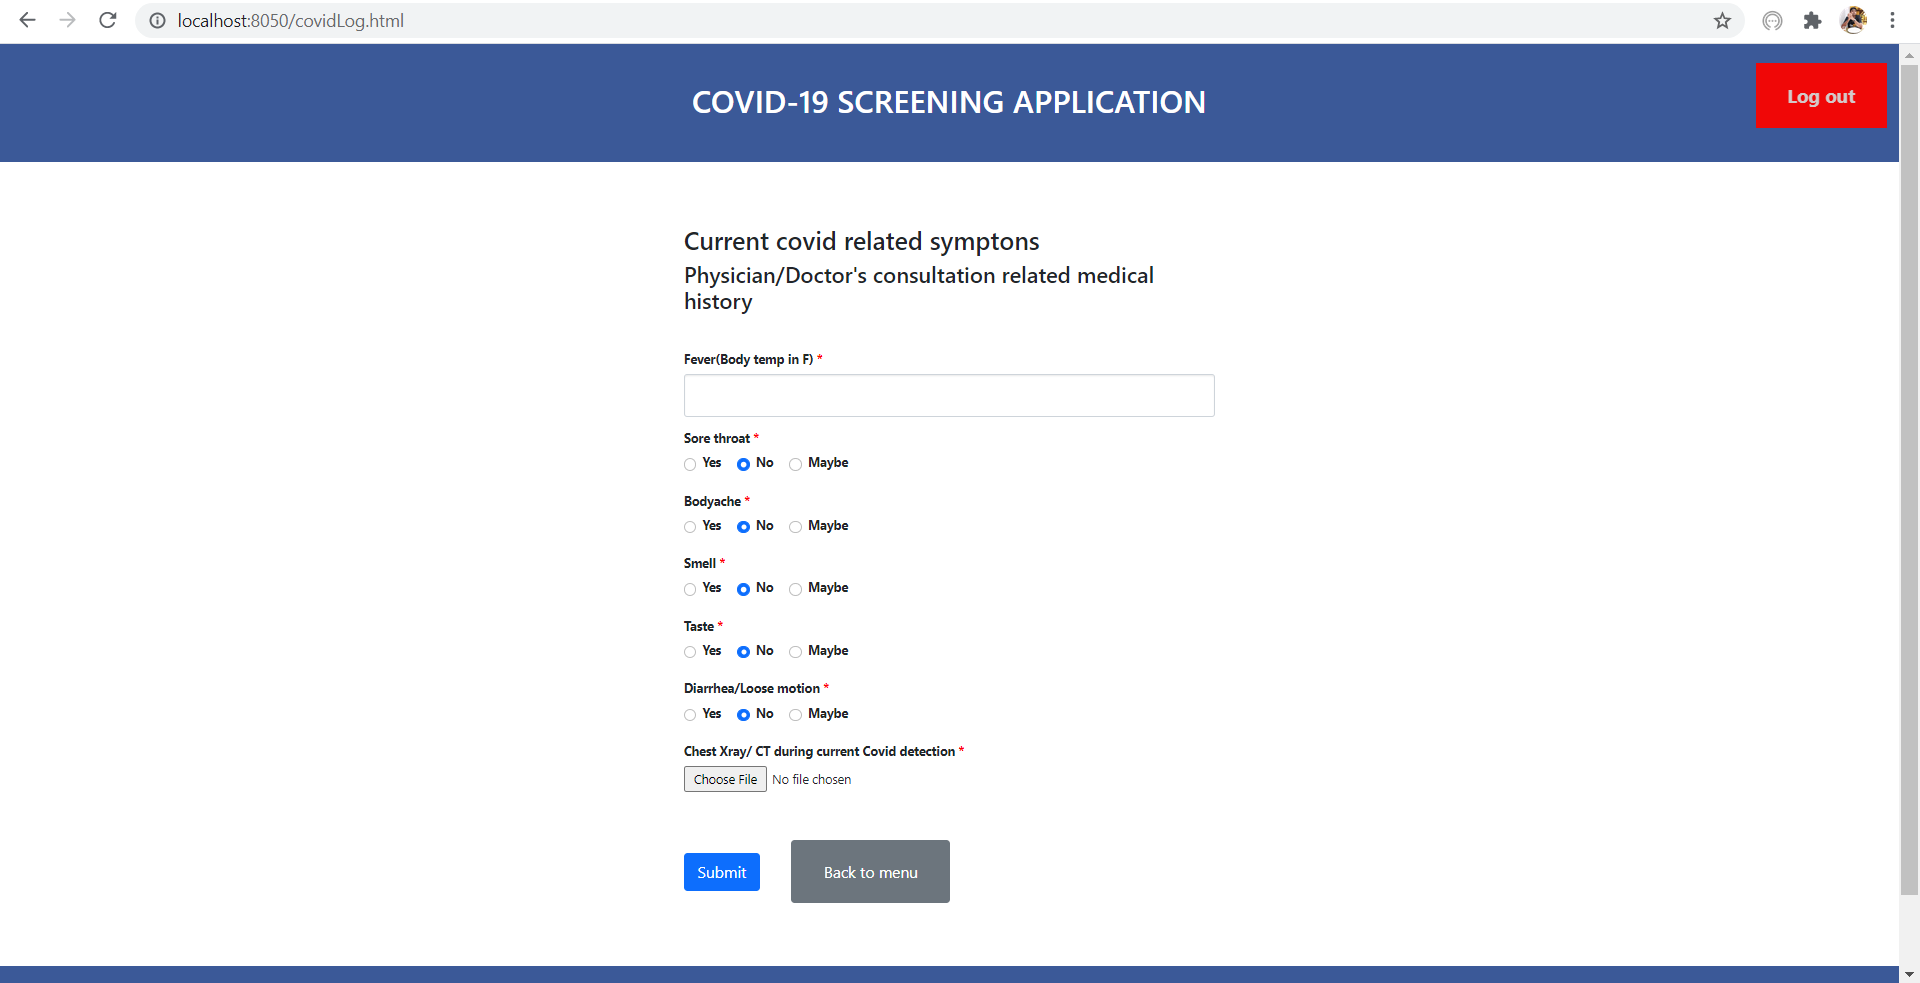 localhost:8050/covidLog.html
COVID-19 SCREENING APPLICATION
Log out
Current covid related symptons
Physician/Doctor's consultation related medical
history
Fever(Body temp in F) *
Sore throat *
Yes No Maybe
Bodyache *
Yes No Maybe
Smell *
Yes No Maybe
Taste *
Yes No Maybe
Diarrhea/Loose motion *
Yes No Maybe
Chest Xray/ CT during current Covid detection *
Choose File No file chosen
Submit Back to menu